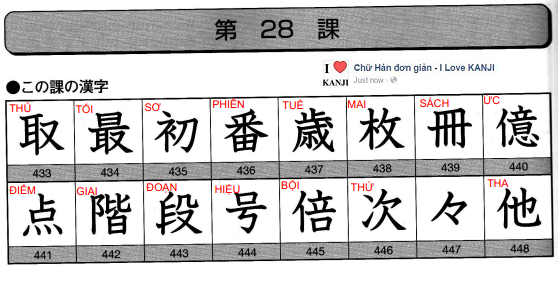 第 28 課
I ❤ KANJI Chữ Hán đơn giản - I Love KANJI
Just now
●この課の漢字
THỦ TỐI SƠ PHIÊN TUẾ MAI SÁCH ỨC
取 最 初 番 歳 枚 冊 億
433 434 435 436 437 438 439 440
ĐIỂM GIAI ĐOẠN HIỆU BỘI THỨ THA
点 階 段 号 倍 次 々 他
441 442 443 444 445 446 447 448